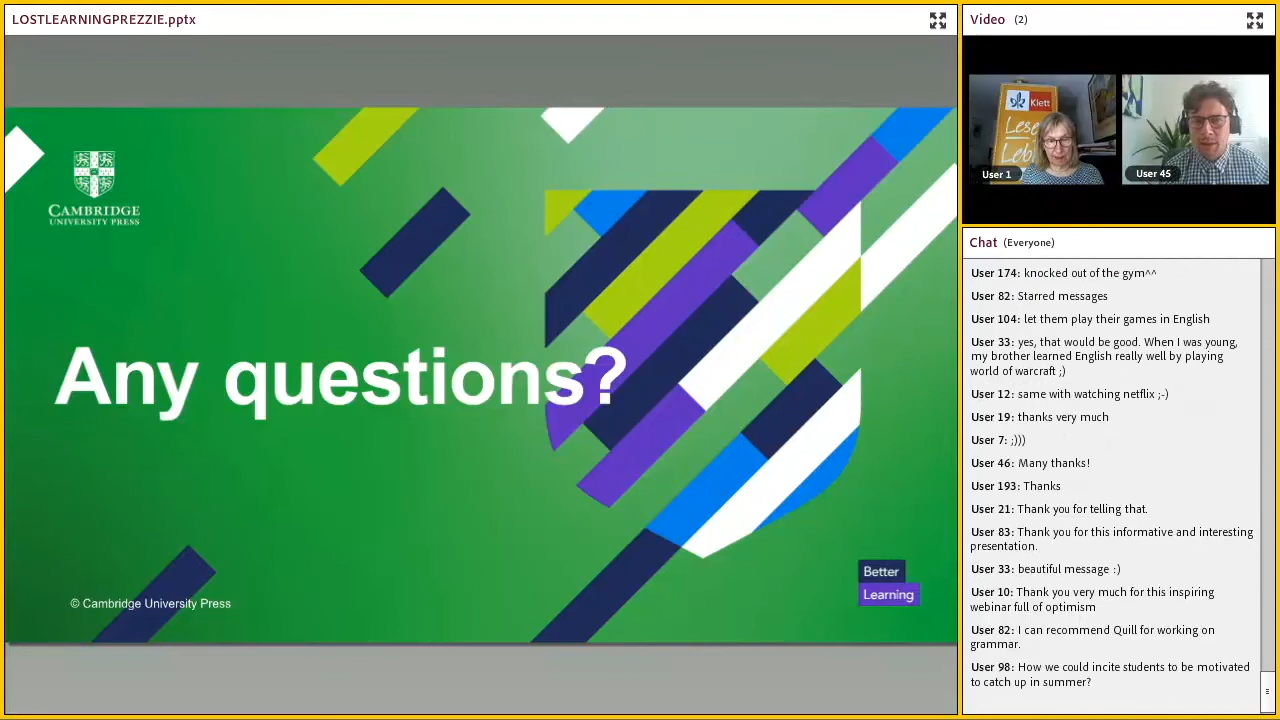 LOSTLEARNINGPREZZIE.pptx
CAMBRIDGE
UNIVERSITY PRESS
Any questions?
© Cambridge University Press
Better
Learning
Video (2)
Klett
Lese
Leb
User 1
User 45
Chat (Everyone)
User 174: knocked out of the gym^^
User 82: Starred messages
User 104: let them play their games in English
User 33: yes, that would be good. When I was young,
my brother learned English really well by playing
world of warcraft ;)
User 12: same with watching netflix ;-)
User 19: thanks very much
User 7: ;)))
User 46: Many thanks!
User 193: Thanks
User 21: Thank you for telling that.
User 83: Thank you for this informative and interesting
presentation.
User 33: beautiful message :)
User 10: Thank you very much for this inspiring
webinar full of optimism
User 82: I can recommend Quill for working on
grammar.
User 98: How we could incite students to be motivated
to catch up in summer?